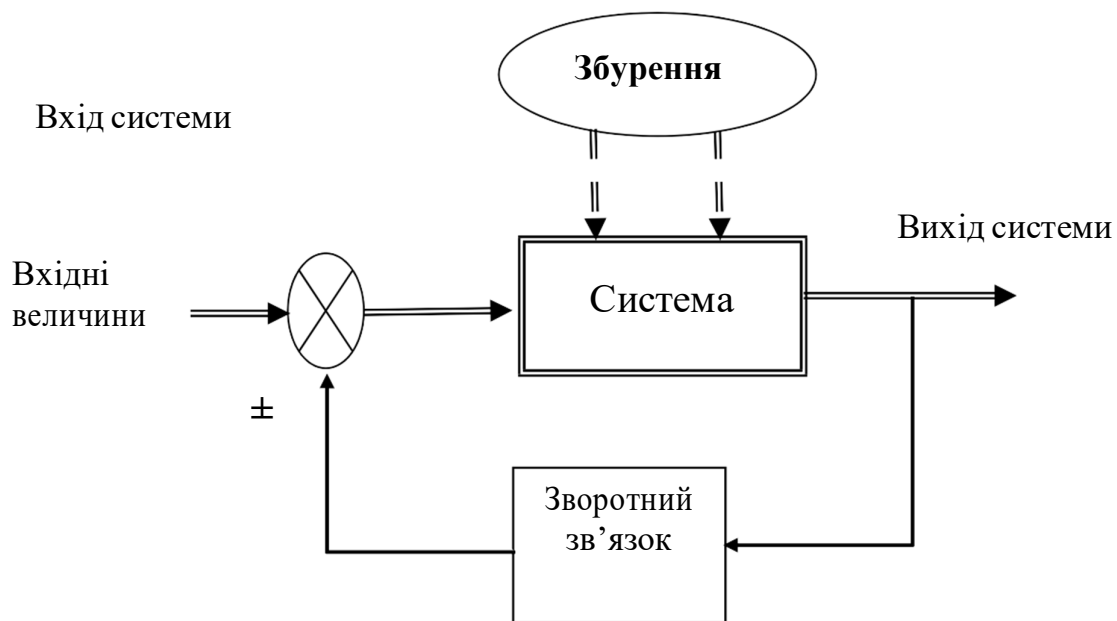 Збурення
Вхід системи
Вихід системи
Вхідні
величини
Система
±
Зворотний
зв’язок